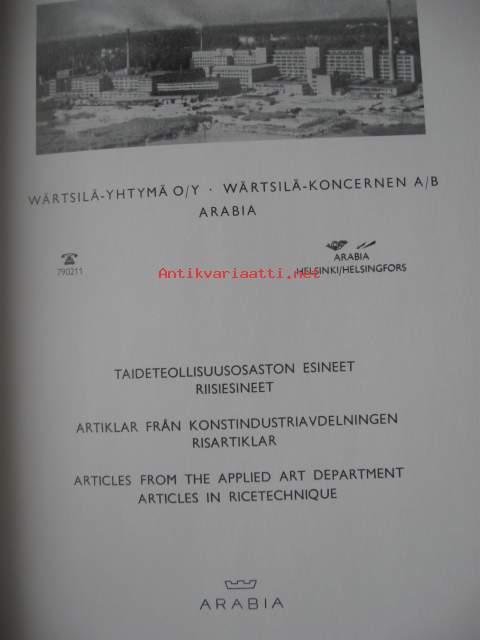 WÄRTSILÄ-YHTYMÄ O/Y · WÄRTSILÄ-KONCERNEN A/B
ARABIA
790211
ARABIA
HELSINKI/HELSINGFORS
Antikvariaatti.net
TAIDETEOLLISUUSOSASTON ESINEET
RIISIESINEET
ARTIKLAR FRÅN KONSTINDUSTRIAVDELNINGEN
RISARTIKLAR
ARTICLES FROM THE APPLIED ART DEPARTMENT
ARTICLES IN RICETECHNIQUE
ARABIA